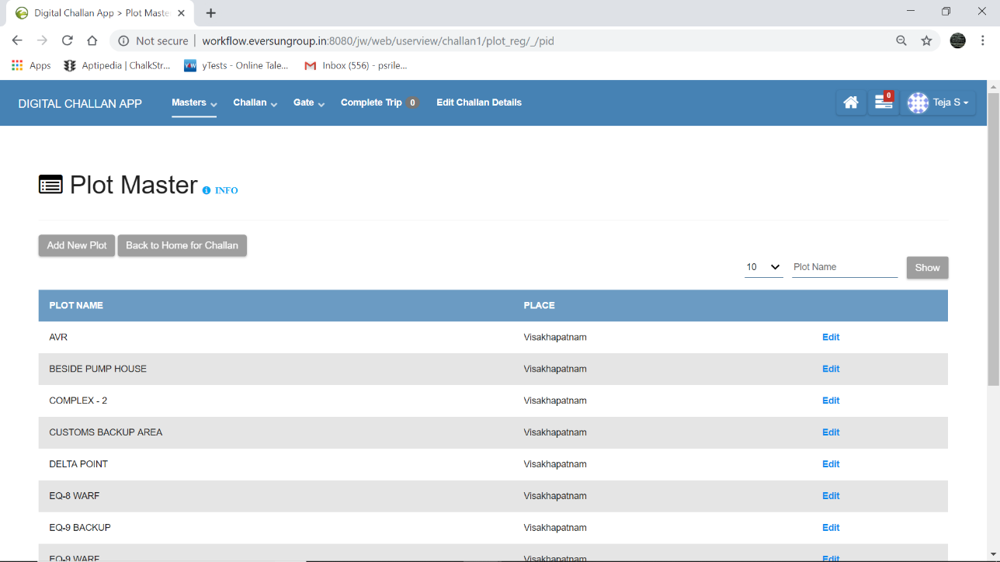 Digital Challan App > Plot Maste
Not secure | workflow.eversungroup.in:8080/jw/web/userview/challan1/plot_reg/_/pid
Apps Aptipedia | ChalkStr... yTests - Online Tale... Inbox (556) - psrile...
DIGITAL CHALLAN APP Masters Challan Gate Complete Trip 0 Edit Challan Details 0 Teja S
Plot Master INFO
Add New Plot Back to Home for Challan
10 Plot Name Show
PLOT NAME PLACE
AVR Visakhapatnam Edit
BESIDE PUMP HOUSE Visakhapatnam Edit
COMPLEX - 2 Visakhapatnam Edit
CUSTOMS BACKUP AREA Visakhapatnam Edit
DELTA POINT Visakhapatnam Edit
EQ-8 WARF Visakhapatnam Edit
EQ-9 BACKUP Visakhapatnam Edit
EQ-9 WARF Visakhapatnam Edit